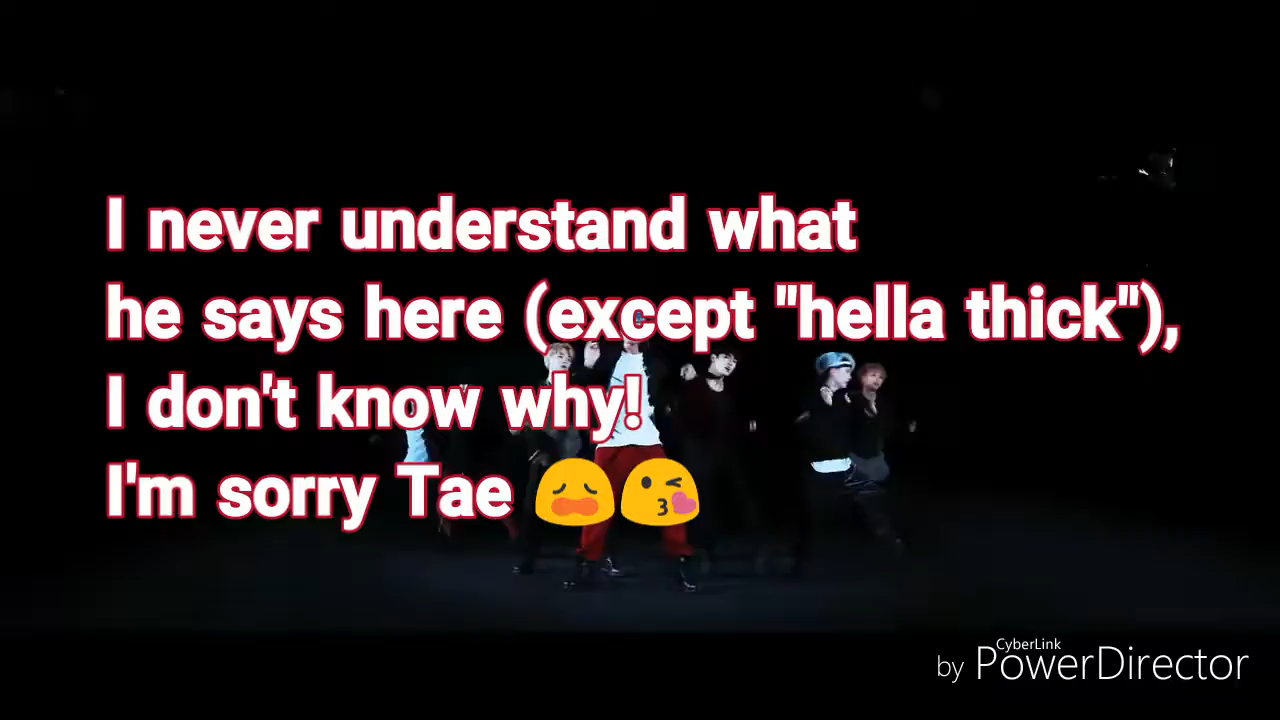 I never understand what
he says here (except "hella thick"),
I don't know why!
I'm sorry Tae 😩😘
CyberLink
by PowerDirector